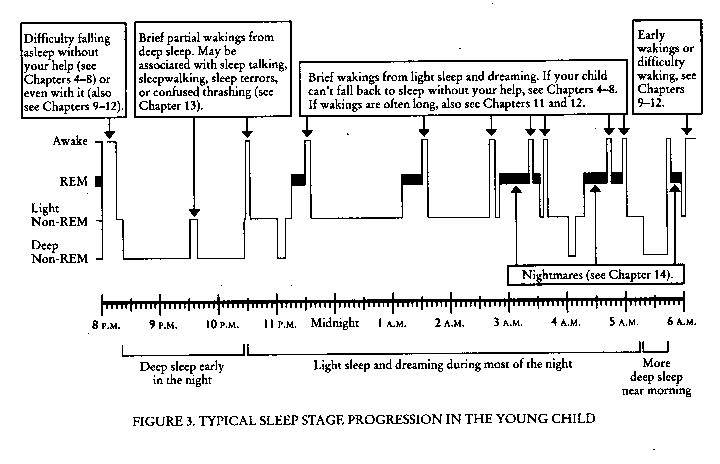 Difficulty falling
asleep without
your help (see
Chapters 4–8) or
even with it (also
see Chapters 9–12).
Brief partial wakings from
deep sleep. May be
associated with sleep talking,
sleepwalking, sleep terrors,
or confused thrashing (see
Chapter 13).
Brief wakings from light sleep and dreaming. If your child
can't fall back to sleep without your help, see Chapters 4–8.
If wakings are often long, also see Chapters 11 and 12.
Early
wakings or
difficulty
waking, see
Chapters
9–12.
Awake
REM
Light
Non-REM
Deep
Non-REM
Nightmares (see Chapter 14).
8 P.M. 9 P.M. 10 P.M. 11 P.M. Midnight 1 A.M. 2 A.M. 3 A.M. 4 A.M. 5 A.M. 6 A.M.
Deep sleep early
in the night
Light sleep and dreaming during most of the night
More
deep sleep
near morning
FIGURE 3. TYPICAL SLEEP STAGE PROGRESSION IN THE YOUNG CHILD